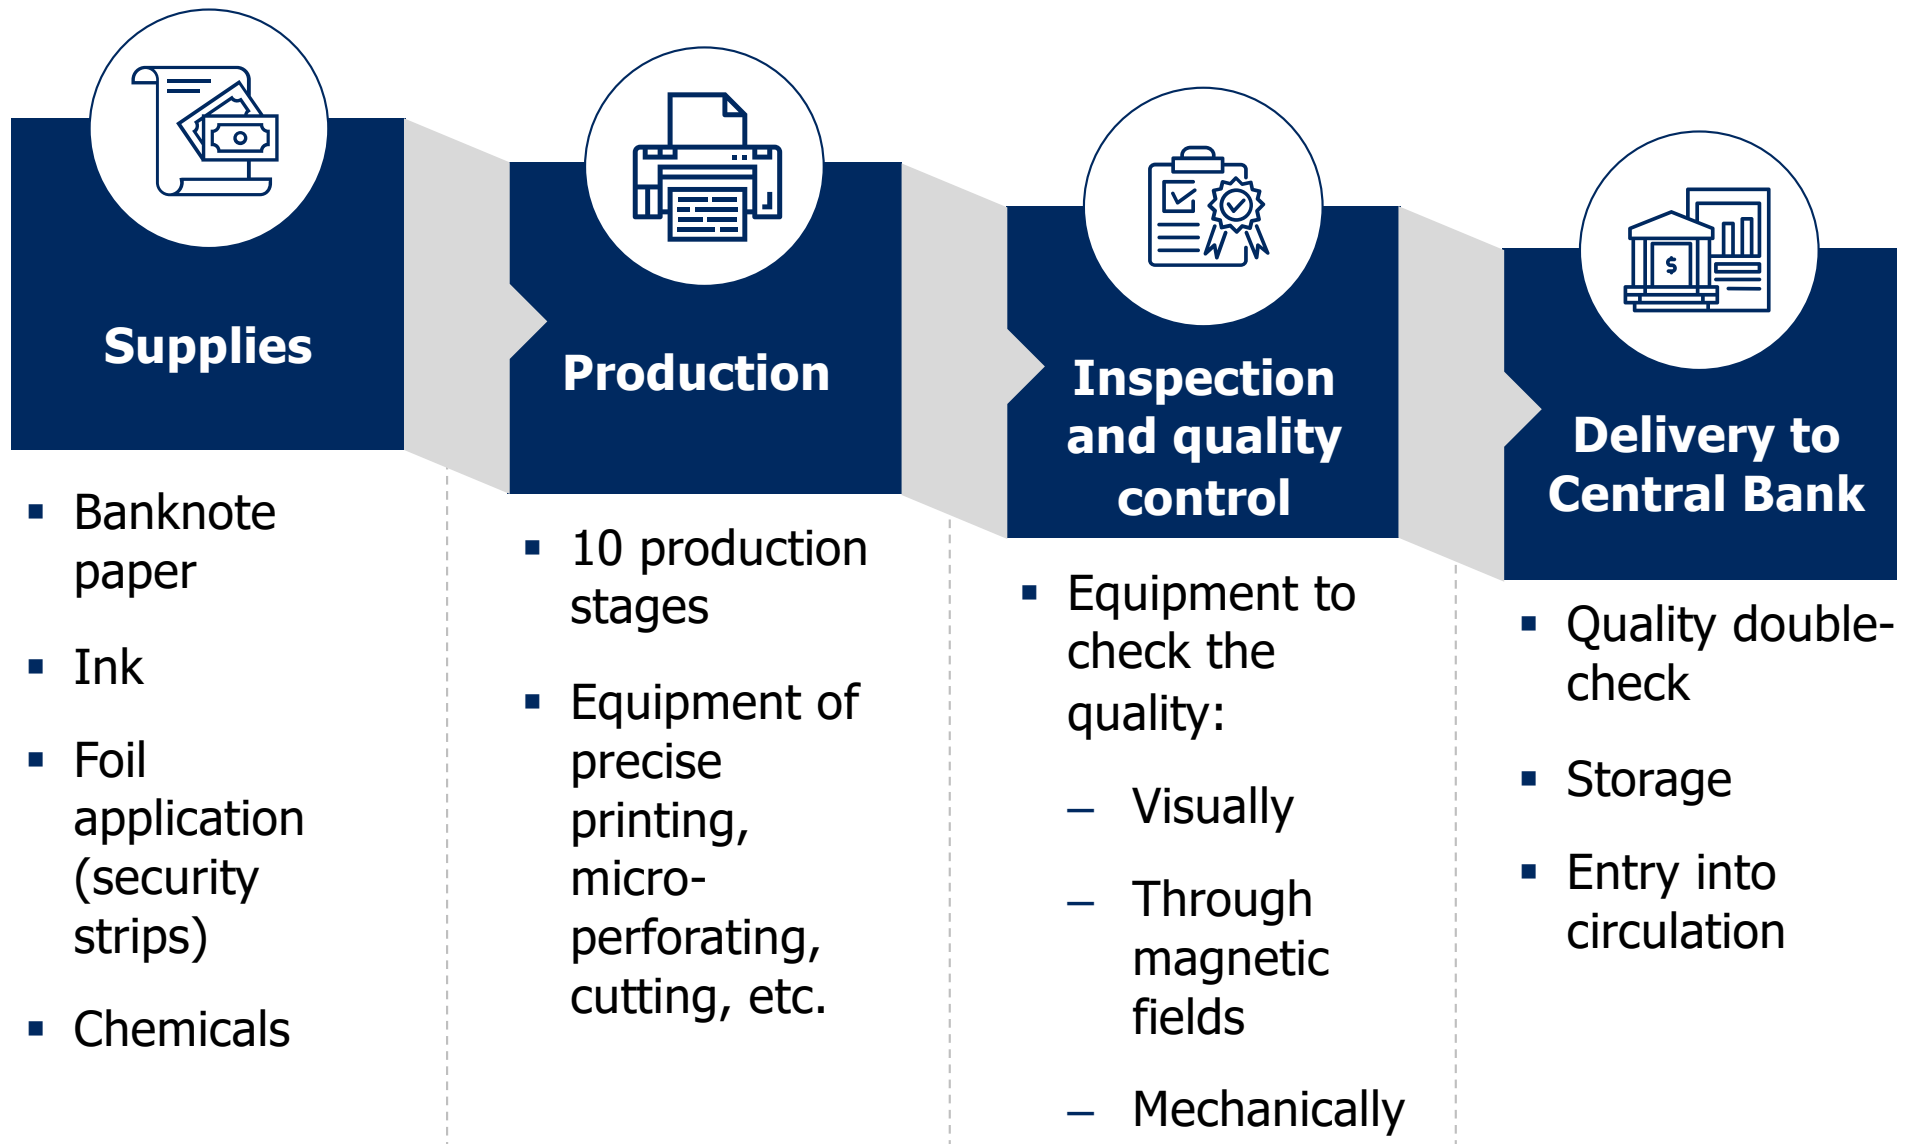 Supplies
▪ Banknote
paper
▪ Ink
▪ Foil
application
(security
strips)
▪ Chemicals
Production
▪ 10 production
stages
▪ Equipment of
precise
printing,
micro-
perforating,
cutting, etc.
Inspection
and quality
control
▪ Equipment to
check the
quality:
– Visually
– Through
magnetic
fields
– Mechanically
$
Delivery to
Central Bank
▪ Quality double-
check
▪ Storage
▪ Entry into
circulation